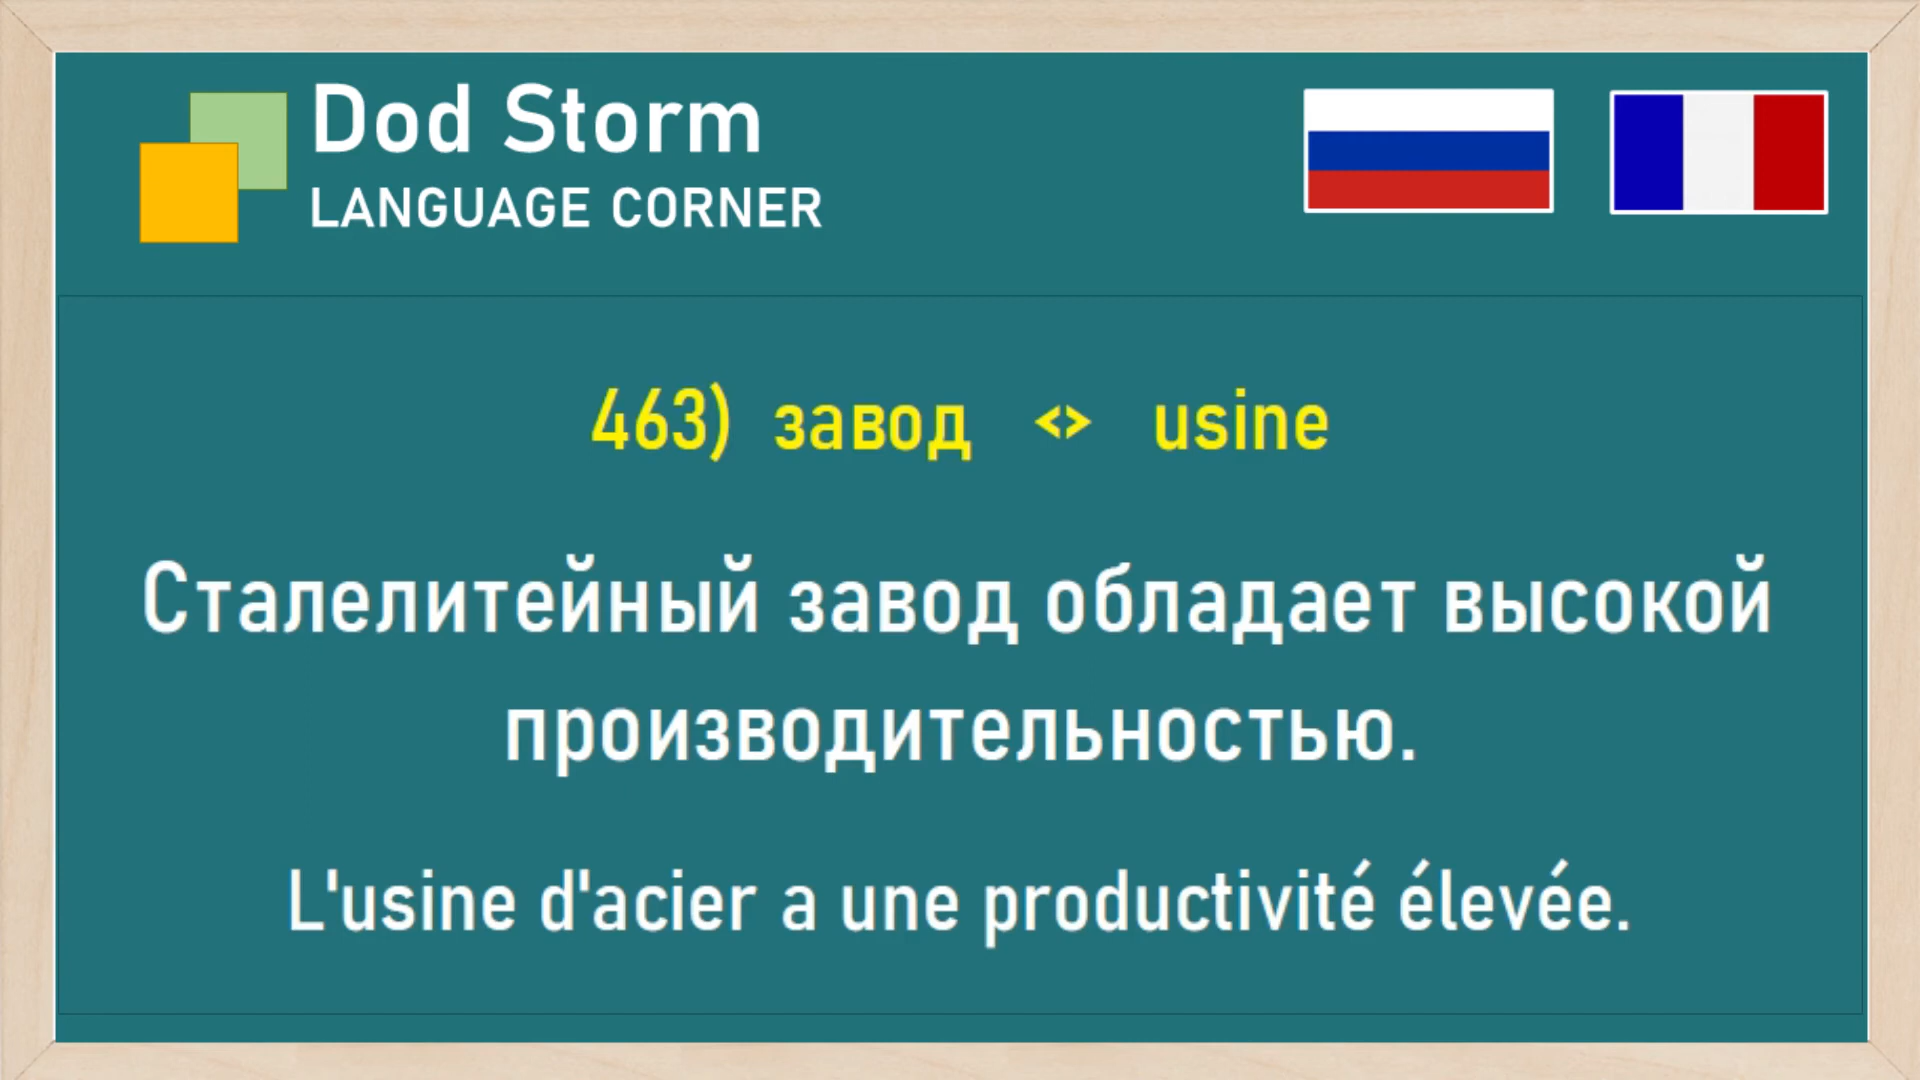 Dod Storm
LANGUAGE CORNER
463) завод <> usine
Сталелитейный завод обладает высокой
производительностью.
L'usine d'acier a une productivité élevée.